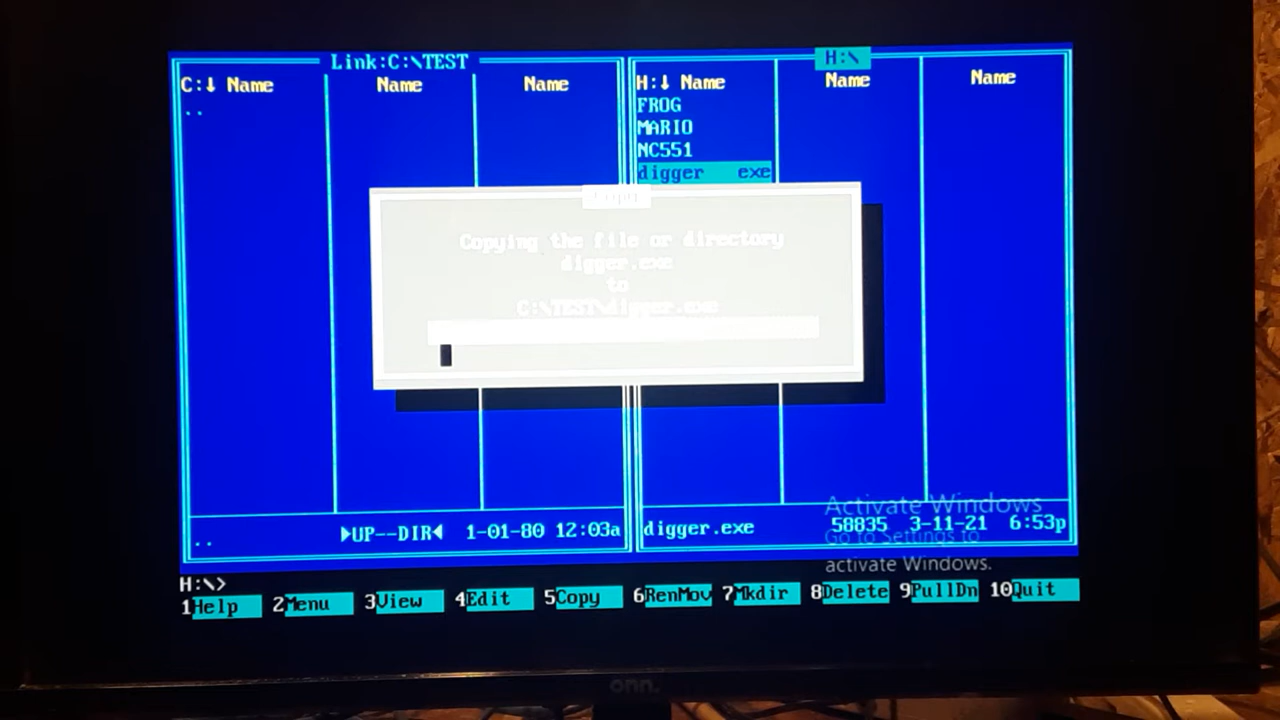 Link:C:\TEST
H:\
C:↓ Name Name Name
H:↓ Name Name Name
..
FROG
MARIO
NC551
digger exe
Copy
Copying the file or directory
digger.exe
to
C:\TEST\digger.exe
.. ►UP--DIR◄ 1-01-80 12:03a
digger.exe 58835 3-11-21 6:53p
Activate Windows
Go to Settings to
activate Windows.
H:\>
1Help 2Menu 3View 4Edit 5Copy 6RenMov 7Mkdir 8Delete 9PullDn 10Quit
onn.